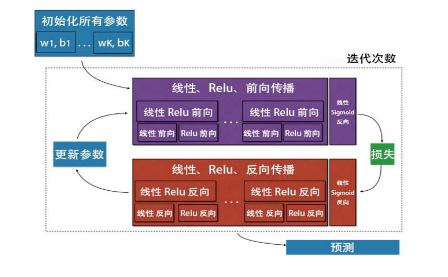 初始化所有参数
w1, b1 ... wK, bK
迭代次数
线性、Relu、前向传播
线性 Relu 前向 ... 线性 Relu 前向
线性 前向 Relu 前向 线性 前向 Relu 前向
线性
Sigmoid
反向
更新参数
损失
线性、Relu、反向传播
线性 Relu 反向 ... 线性 Relu 反向
线性 反向 Relu 反向 线性 反向 Relu 反向
线性
Sigmoid
反向
预测